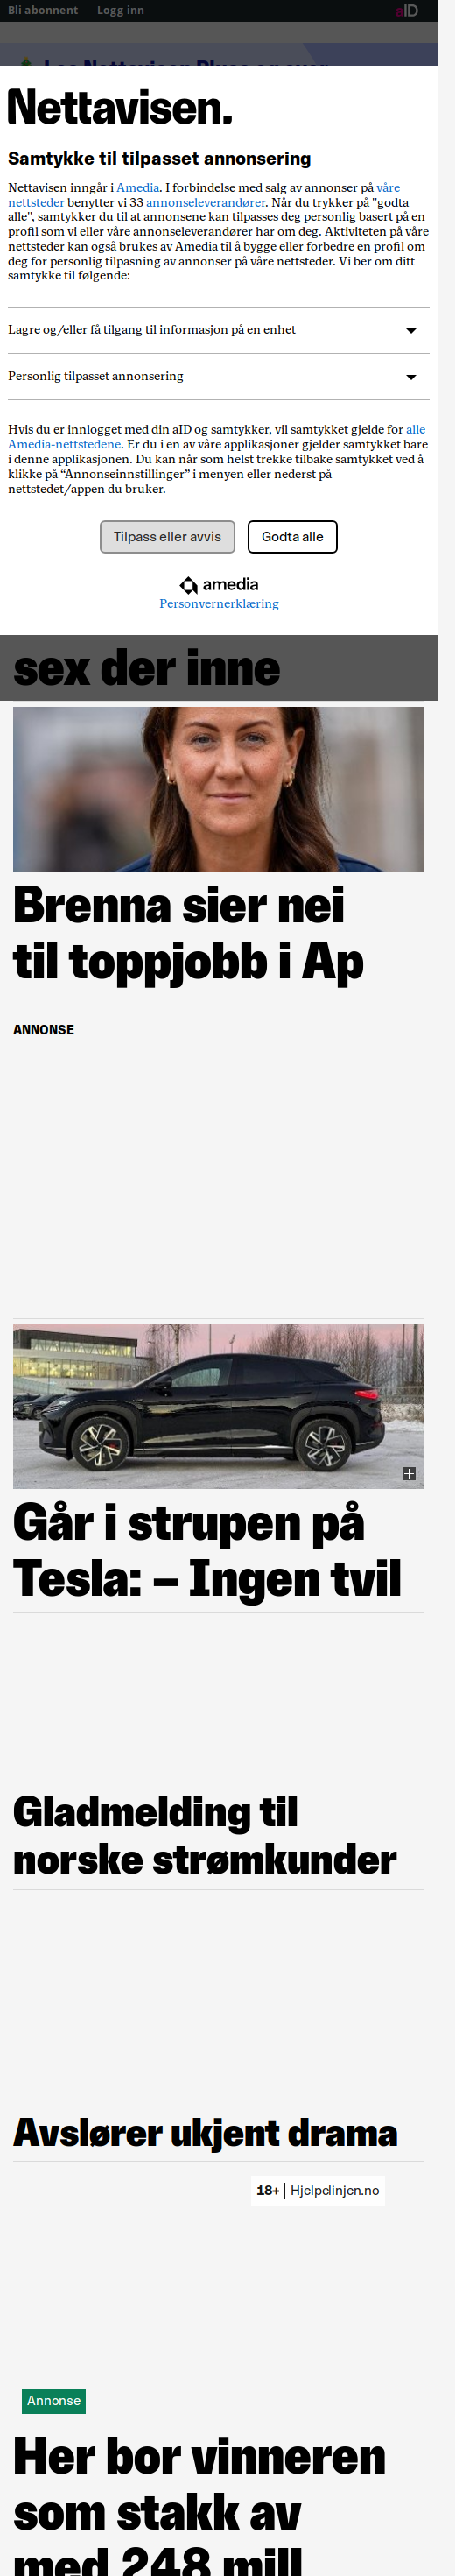 Bli abonnent | Logg inn
aID
Nettavisen.
Samtykke til tilpasset annonsering
Nettavisen inngår i Amedia. I forbindelse med salg av annonser på våre
nettsteder benytter vi 33 annonseleverandører. Når du trykker på "godta
alle", samtykker du til at annonsene kan tilpasses deg personlig basert på en
profil som vi eller våre annonseleverandører har om deg. Aktiviteten på våre
nettsteder kan også brukes av Amedia til å bygge eller forbedre en profil om
deg for personlig tilpasning av annonser på våre nettsteder. Vi ber om ditt
samtykke til følgende:
Lagre og/eller få tilgang til informasjon på en enhet
Personlig tilpasset annonsering
Hvis du er innlogget med din aID og samtykker, vil samtykket gjelde for alle
Amedia-nettstedene. Er du i en av våre applikasjoner gjelder samtykket bare
i denne applikasjonen. Du kan når som helst trekke tilbake samtykket ved å
klikke på “Annonseinnstillinger” i menyen eller nederst på
nettstedet/appen du bruker.
Tilpass eller avvis
Godta alle
amedia
Personvernerklæring
sex der inne
Brenna sier nei
til toppjobb i Ap
ANNONSE
Går i strupen på
Tesla: – Ingen tvil
Gladmelding til
norske strømkunder
Avslører ukjent drama
18+ | Hjelpelinjen.no
Annonse
Her bor vinneren
som stakk av
med 248 mill